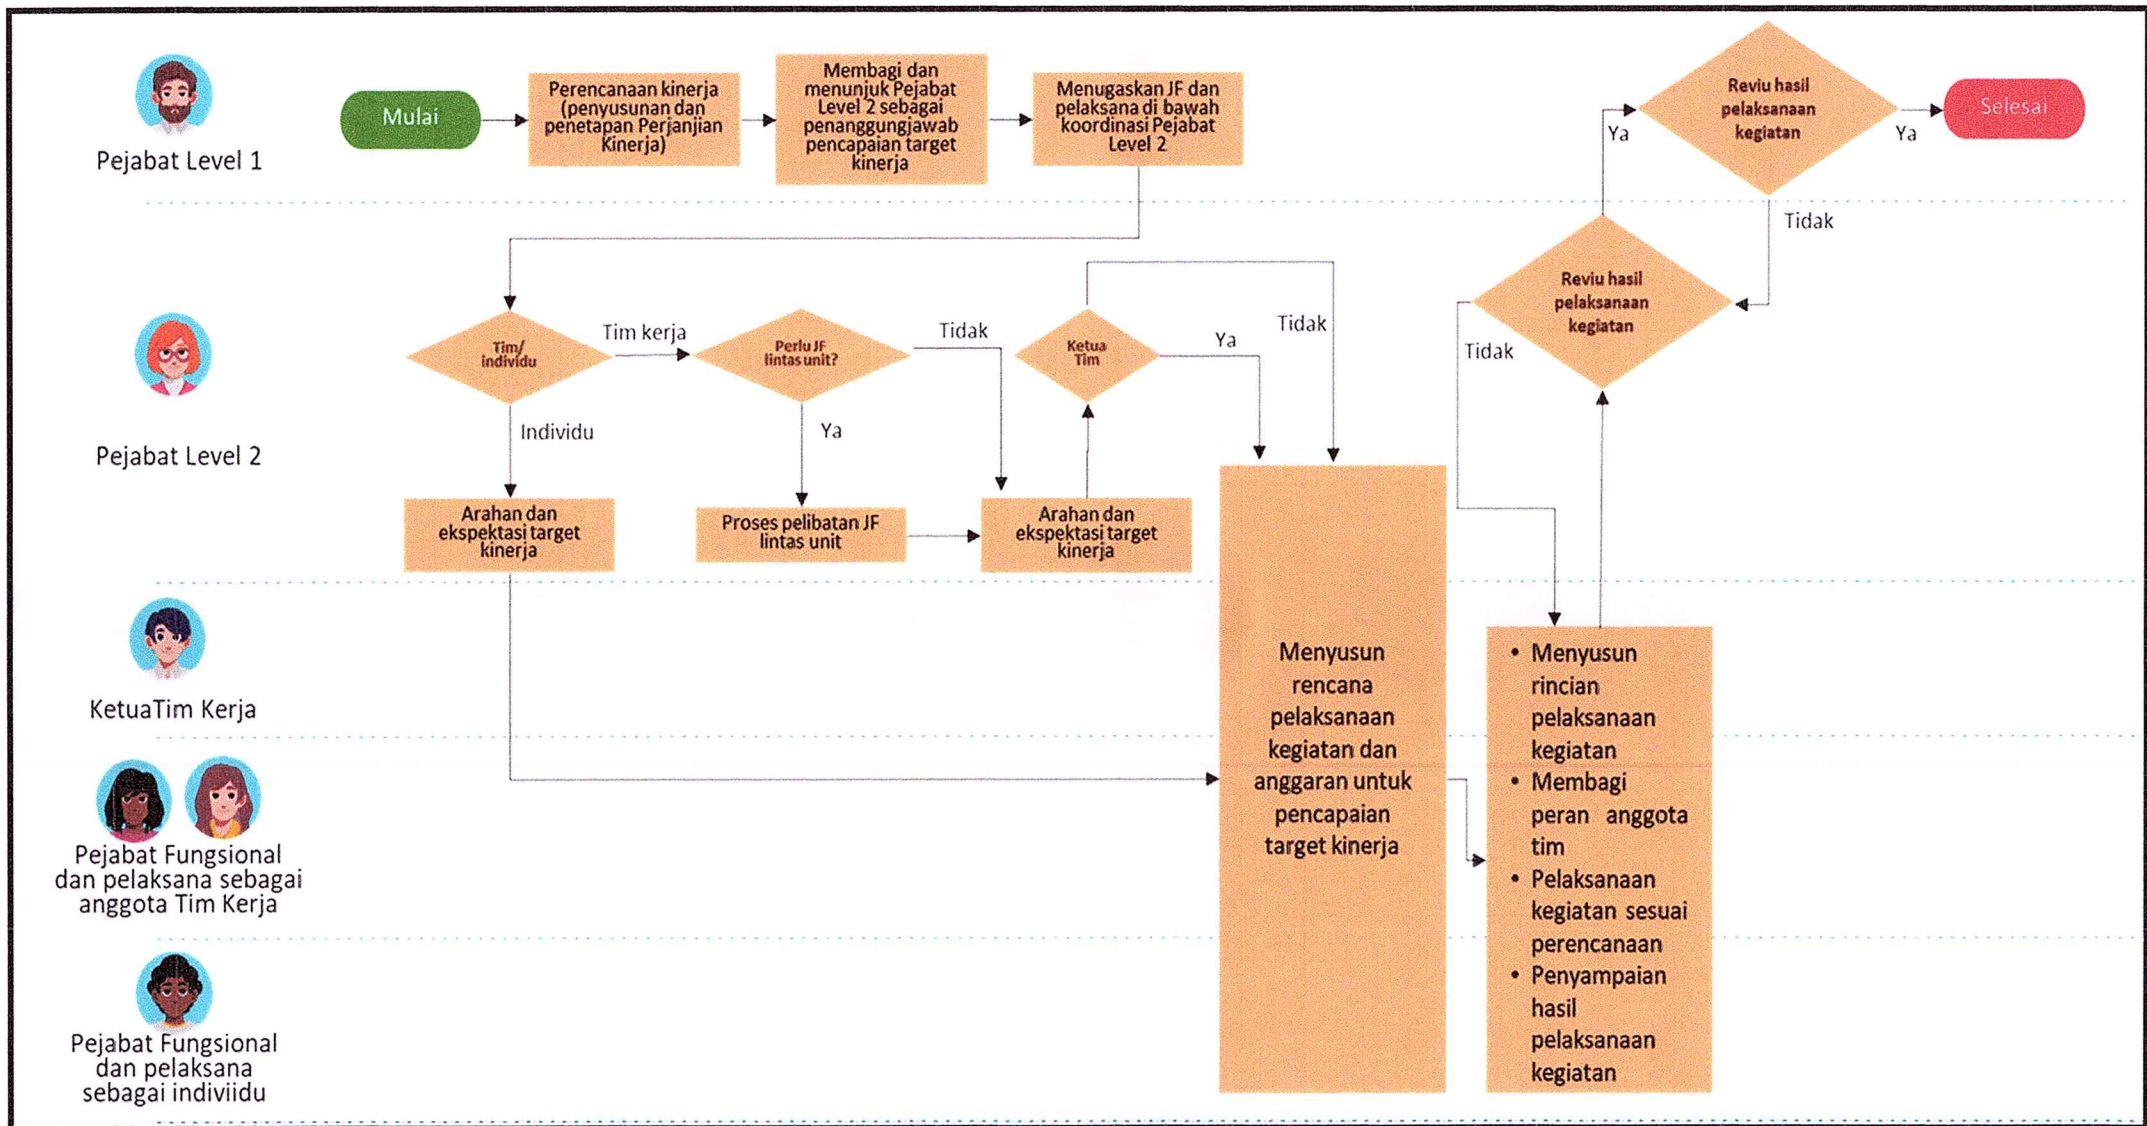 Pejabat Level 1
Mulai
Perencanaan kinerja
(penyusunan dan
penetapan Perjanjian
Kinerja)
Membagi dan
menunjuk Pejabat
Level 2 sebagai
penanggungjawab
pencapaian target
kinerja
Menugaskan JF dan
pelaksana di bawah
koordinasi Pejabat
Level 2
Reviu hasil
pelaksanaan
kegiatan
Ya
Ya
Selesai
Tidak
Pejabat Level 2
Tim/
individu
Tim kerja
Individu
Perlu JF
lintas unit?
Tidak
Ya
Ketua
Tim
Ya
Tidak
Reviu hasil
pelaksanaan
kegiatan
Tidak
Arahan dan
ekspektasi target
kinerja
Proses pelibatan JF
lintas unit
Arahan dan
ekspektasi target
kinerja
KetuaTim Kerja
Pejabat Fungsional
dan pelaksana sebagai
anggota Tim Kerja
Pejabat Fungsional
dan pelaksana
sebagai indiviidu
Menyusun
rencana
pelaksanaan
kegiatan dan
anggaran untuk
pencapaian
target kinerja
• Menyusun
rincian
pelaksanaan
kegiatan
• Membagi
peran anggota
tim
• Pelaksanaan
kegiatan sesuai
perencanaan
• Penyampaian
hasil
pelaksanaan
kegiatan